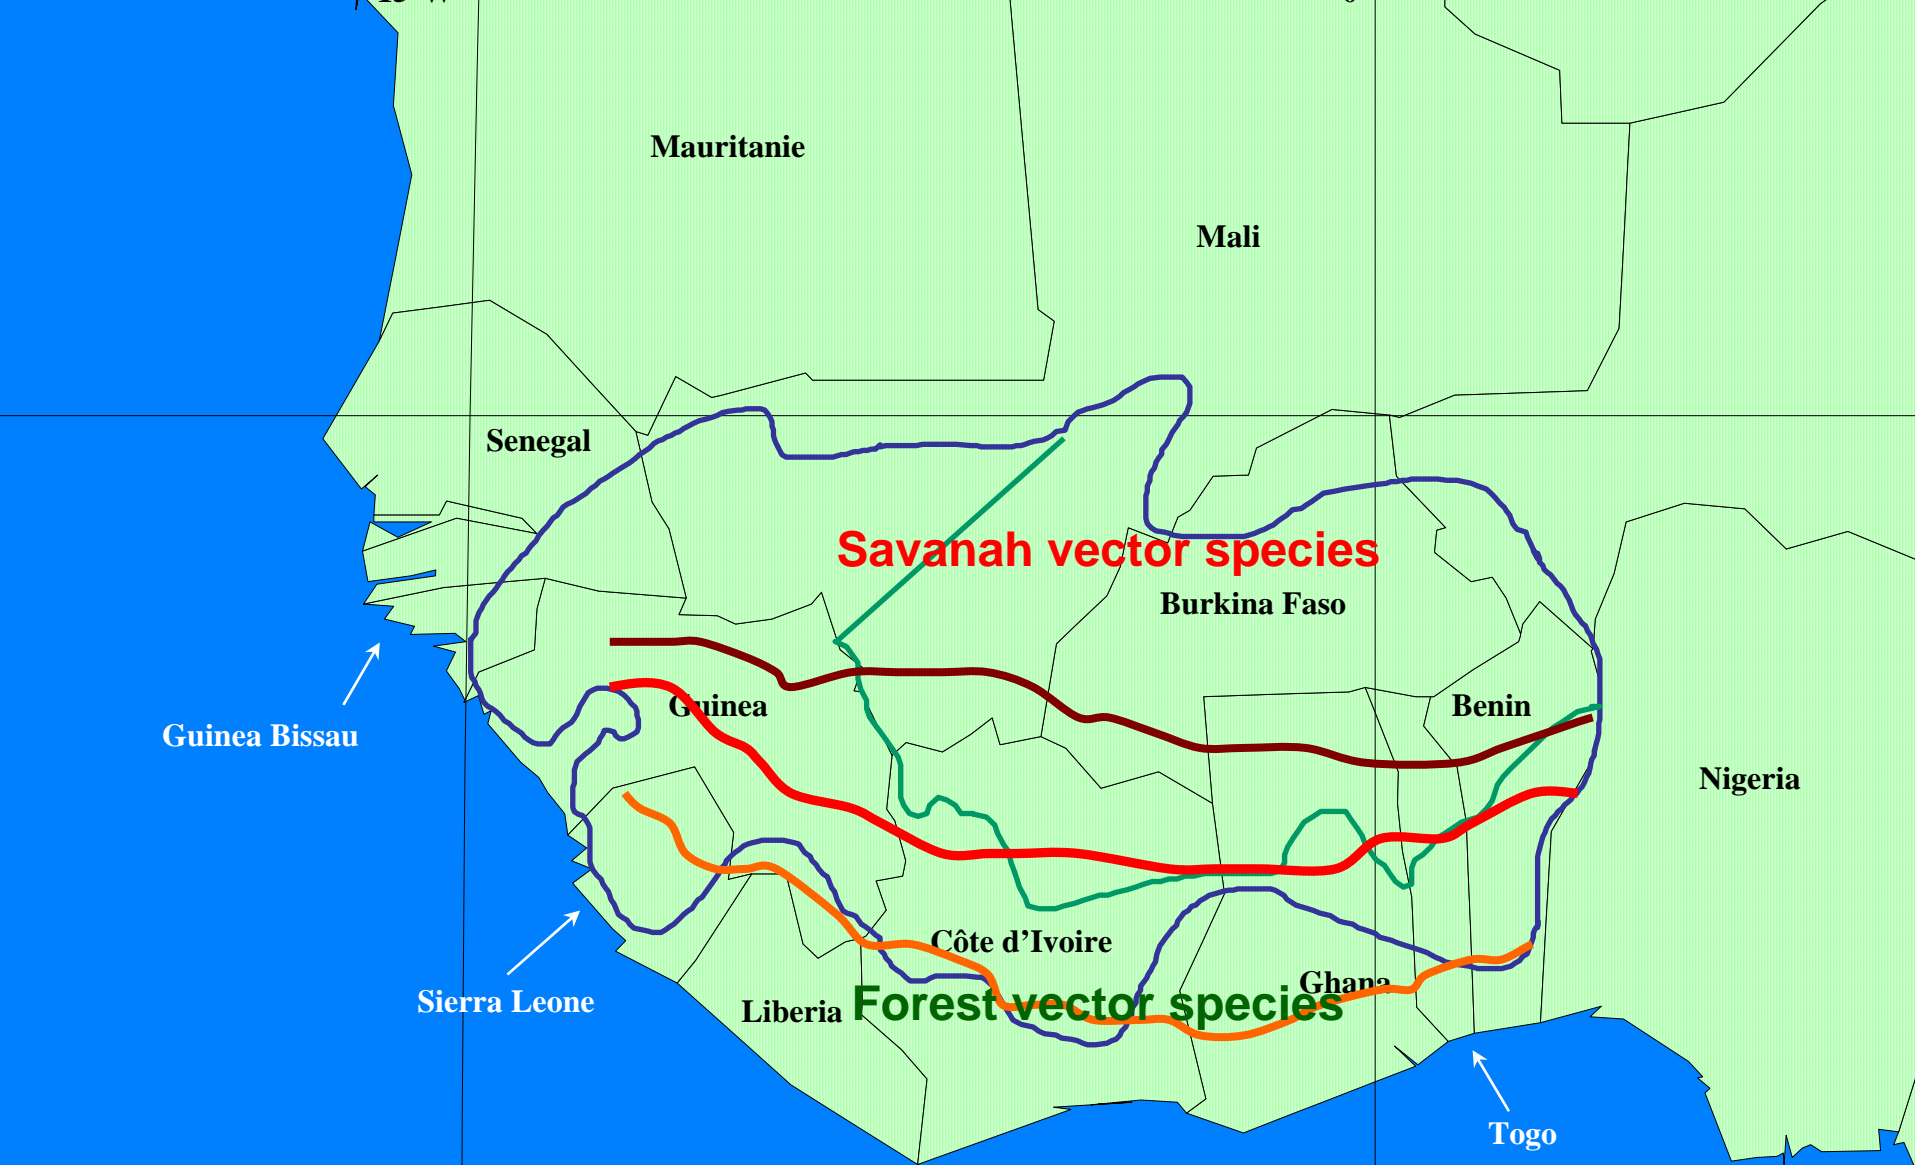 Mauritanie
Mali
Senegal
Savanah vector species
Burkina Faso
Guinea
Benin
Guinea Bissau
Nigeria
Côte d’Ivoire
Ghana
Sierra Leone
Liberia
Forest vector species
Togo